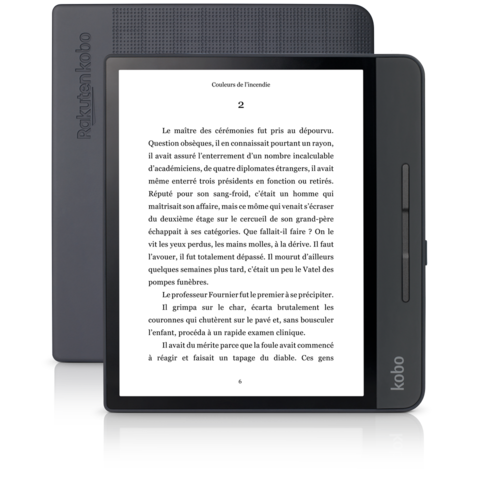 Rakuten kobo
Couleurs de l'incendie
2
Le maître des cérémonies fut pris au dépourvu.
Question obsèques, il en connaissait pourtant un rayon,
il avait assuré l'enterrement d'un nombre incalculable
d'académiciens, de quatre diplomates étrangers, il avait
même enterré trois présidents en fonction ou retirés.
Réputé pour son sang-froid, c'était un homme qui
maîtrisait son affaire, mais ce môme qui venait s'écraser
du deuxième étage sur le cercueil de son grand-père
échappait à ses catégories. Que fallait-il faire ? On le
vit les yeux perdus, les mains molles, à la dérive. Il faut
l'avouer, il fut totalement dépassé. Il mourut d'ailleurs
quelques semaines plus tard, c'était un peu le Vatel des
pompes funèbres.
Le professeur Fournier fut le premier à se précipiter.
Il grimpa sur le char, écarta brutalement les
couronnes qui chutèrent sur le pavé et, sans bousculer
l'enfant, procéda à un rapide examen clinique.
Il avait du mérite parce que la foule avait commencé
à réagir et faisait un tapage du diable. Ces gens
6
kobo